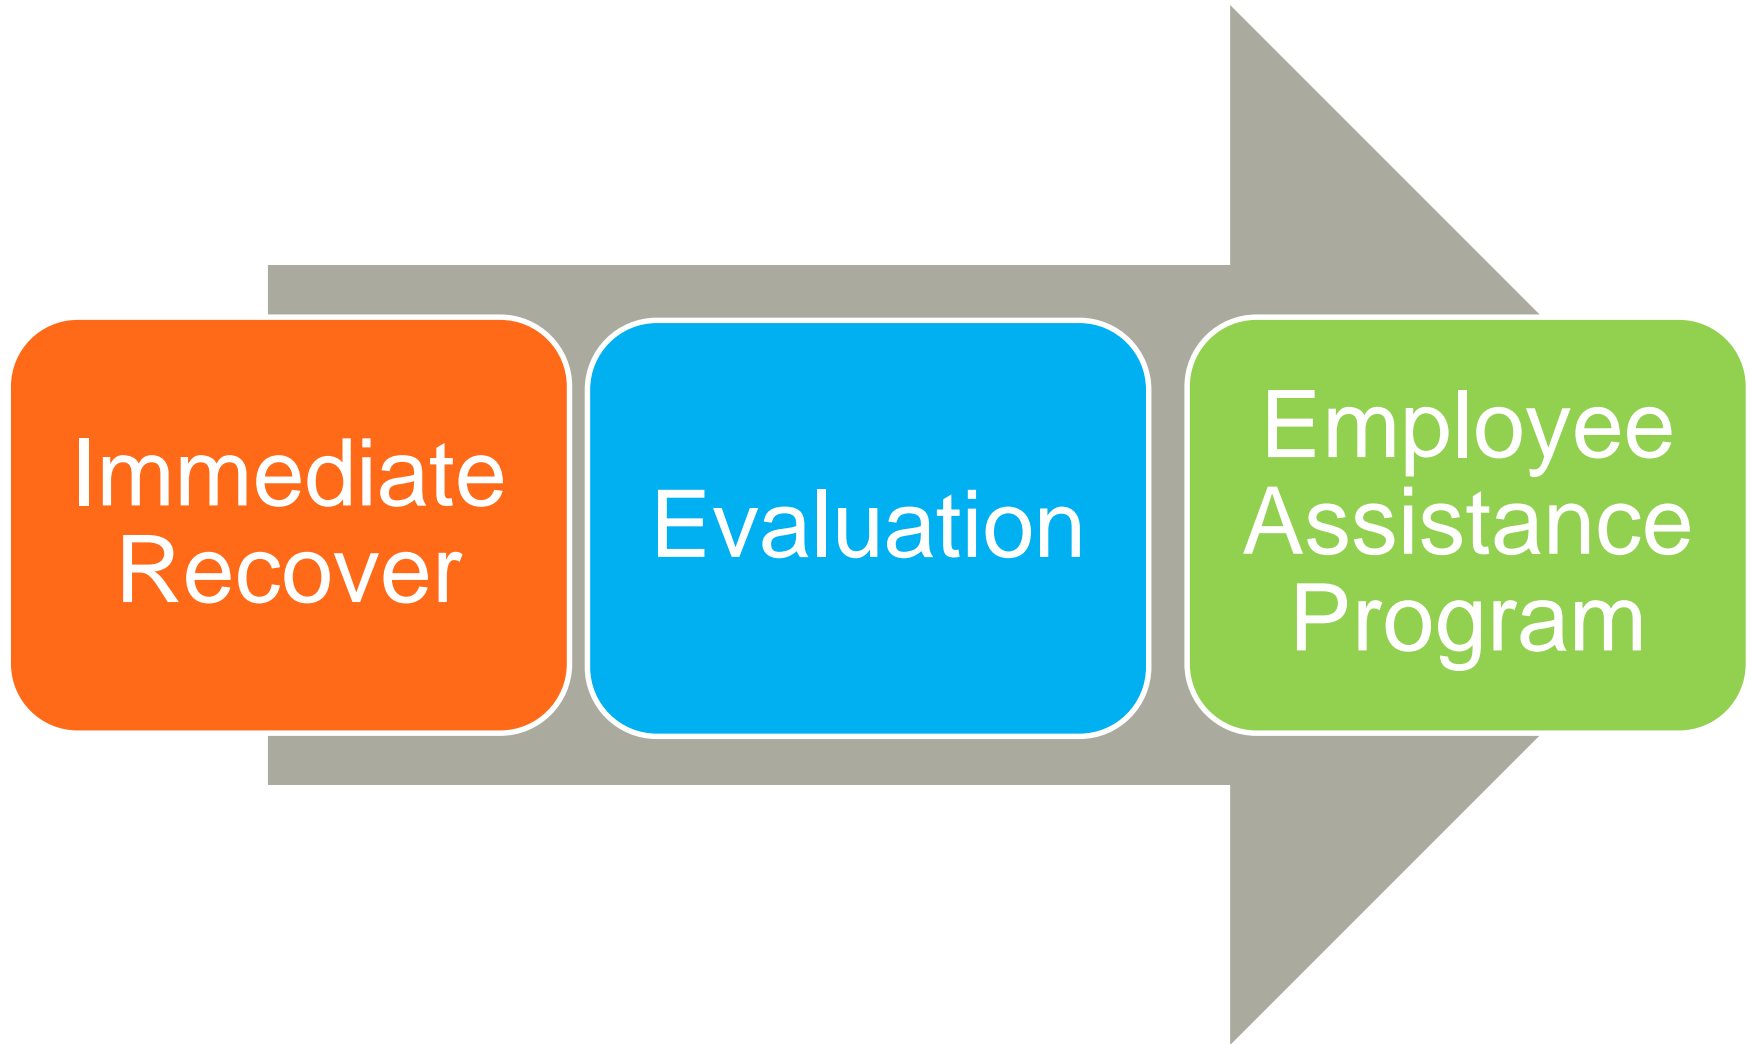 Immediate
Recover
Evaluation
Employee
Assistance
Program